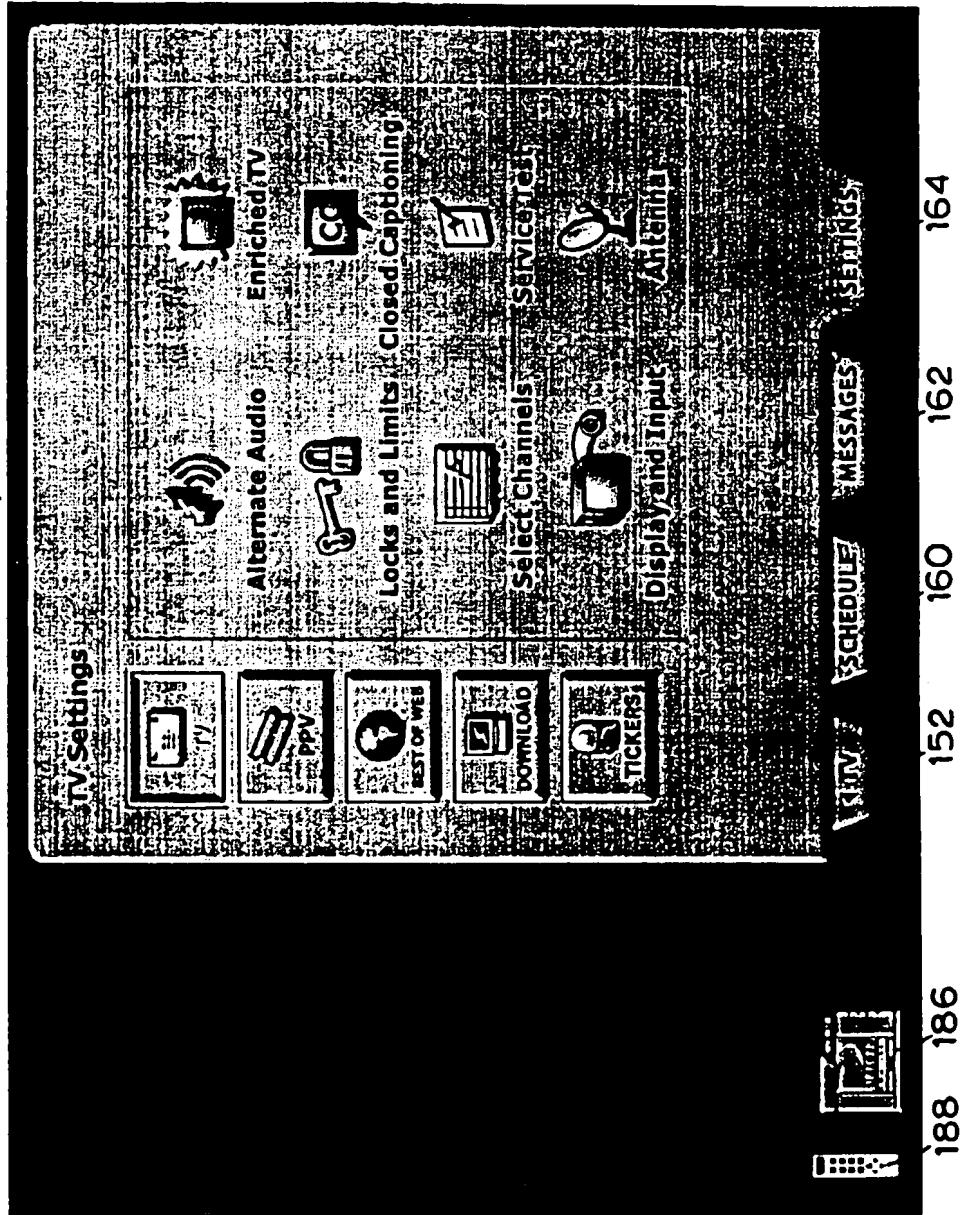 TV Settings
TV
PPV
BEST OF WEB
DOWNLOAD
TICKERS
Alternate Audio
Enriched TV
CC
Locks and Limits
Closed Captioning
Select Channels
Service Test
Display and Input
Antenna
SCHEDULE
MESSAGES
SETTINGS
188
186
152
160
162
164